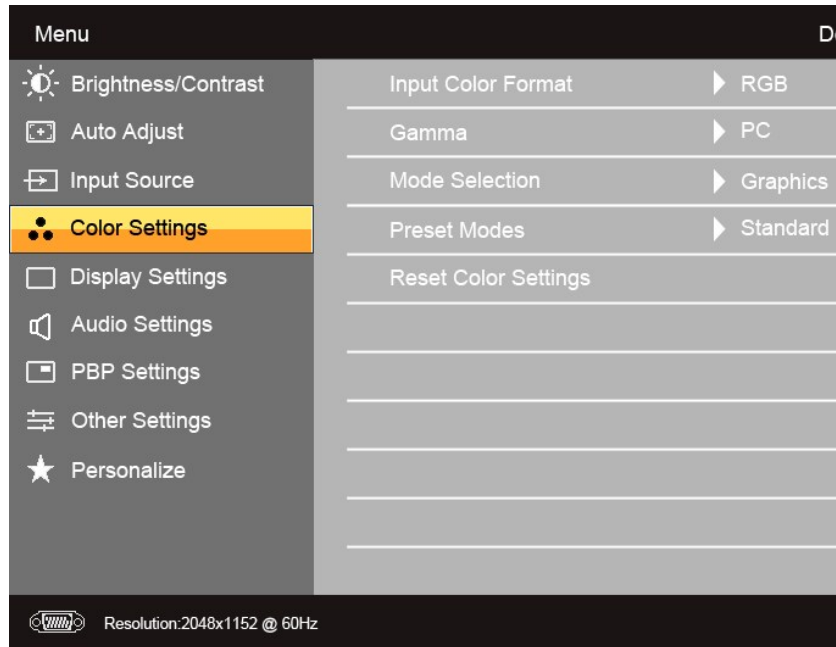 Menu
Brightness/Contrast
Auto Adjust
Input Source
Color Settings
Display Settings
Audio Settings
PBP Settings
Other Settings
Personalize
Input Color Format RGB
Gamma PC
Mode Selection Graphics
Preset Modes Standard
Reset Color Settings
Resolution:2048x1152 @ 60Hz